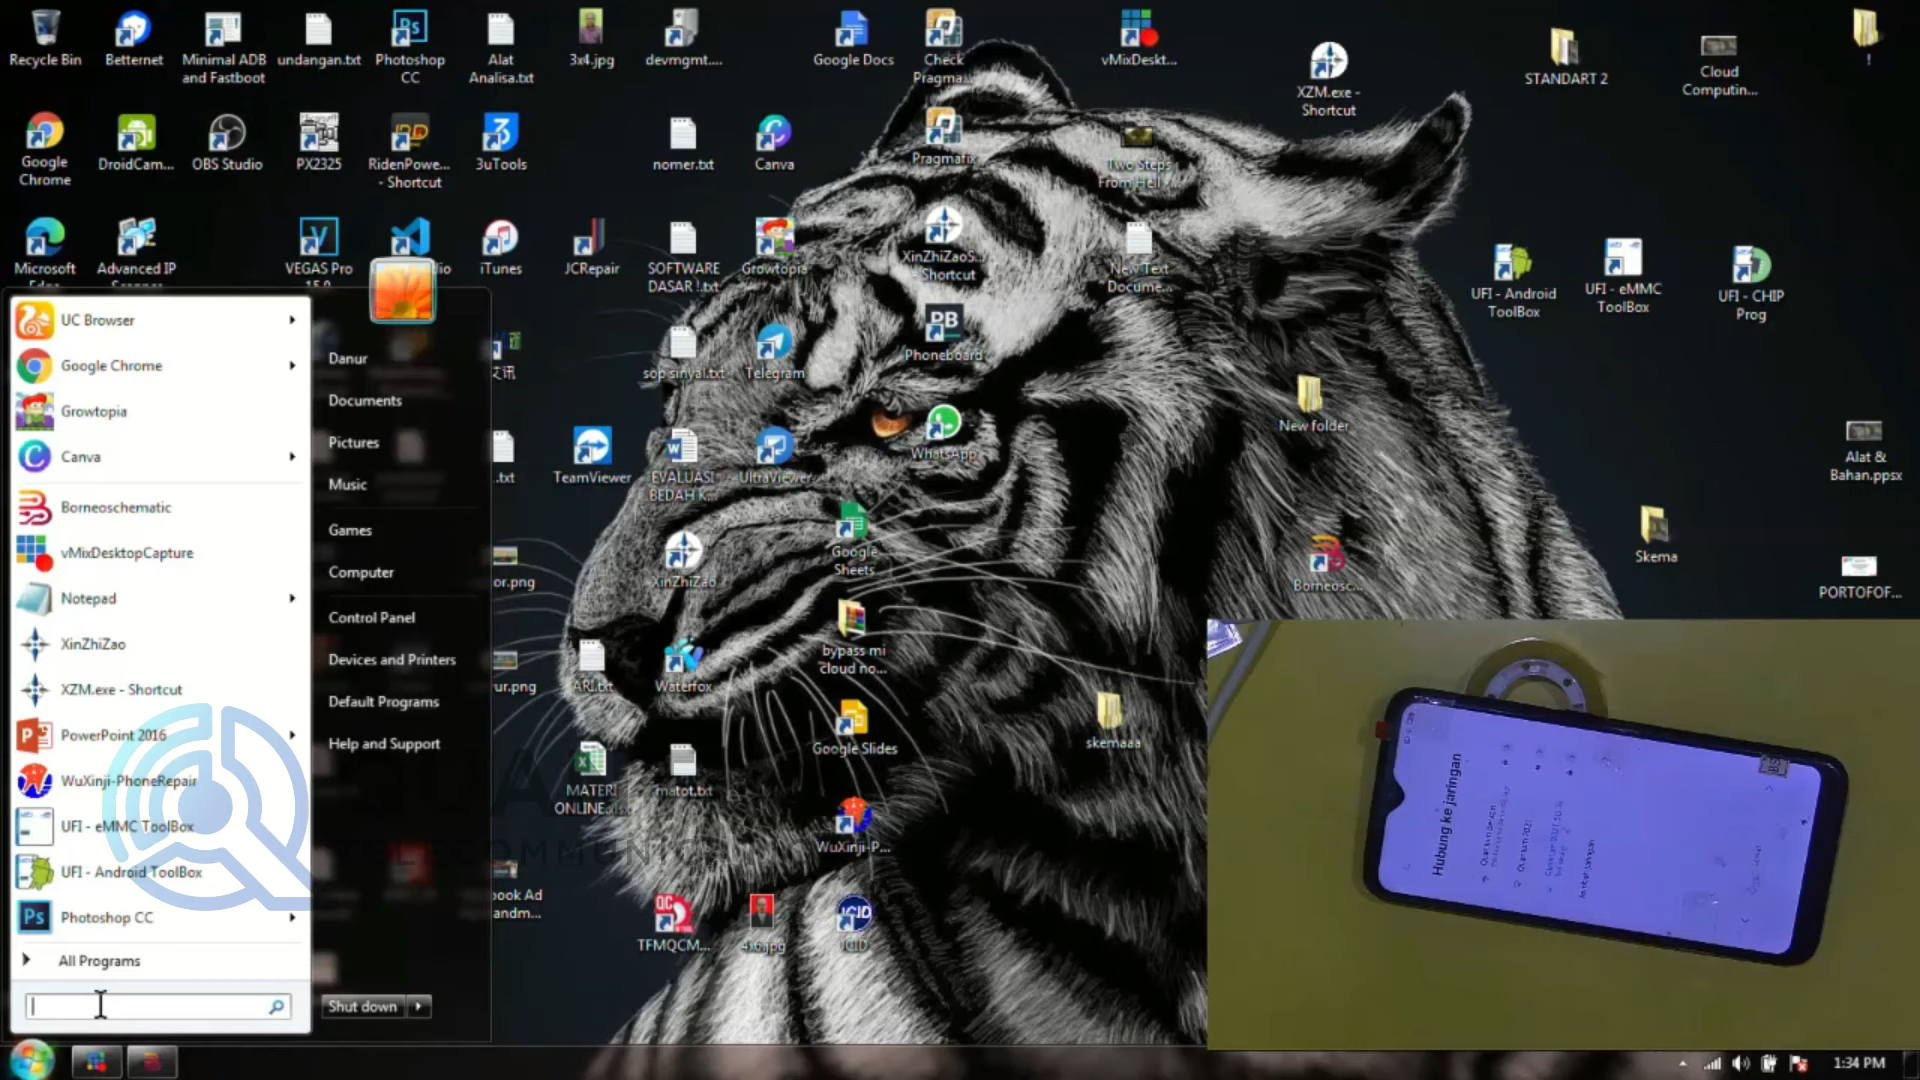 Recycle Bin
Betternet
Minimal ADB
and Fastboot
undangan.txt
Photoshop
CC
Alat
Analisa.txt
3x4.jpg
devmgmt....
Google Docs
Check
Pragma...
vMixDeskt...
XZM.exe -
Shortcut
STANDART 2
Cloud
Computin...
!
Google
Chrome
DroidCam...
OBS Studio
PX2325
RidenPowe...
- Shortcut
3uTools
nomer.txt
Canva
Pragmafix
Two Steps
From Hell
Microsoft
Advanced IP
VEGAS Pro
iTunes
JCRepair
SOFTWARE
DASAR !.txt
Growtopia
XinZhiZaoS...
Shortcut
New Text
Docume...
UFI - Android
ToolBox
UFI - eMMC
ToolBox
UFI - CHIP
Prog
sop sinyal.txt
Telegram
Phoneboard
New folder
.txt
TeamViewer
EVALUASI
BEDAH K...
UltraViewer
WhatsApp
Alat &
Bahan.ppsx
or.png
XinZhiZao
Google
Sheets
Borneosc...
Skema
PORTOFOF...
ur.png
ARI.txt
Waterfox
bypass mi
cloud no...
MATERI
ONLINE.xlsx
matot.txt
Google Slides
skemaaa
WuXinji-P...
book Ad
andm...
TFMQCM...
4x6.jpg
JCID
UC Browser
Google Chrome
Growtopia
Canva
Borneoschematic
vMixDesktopCapture
Notepad
XinZhiZao
XZM.exe - Shortcut
PowerPoint 2016
WuXinji-PhoneRepair
UFI - eMMC ToolBox
UFI - Android ToolBox
Photoshop CC
All Programs
Danur
Documents
Pictures
Music
Games
Computer
Control Panel
Devices and Printers
Default Programs
Help and Support
Shut down
Hubung ke jaringan
1:34 PM